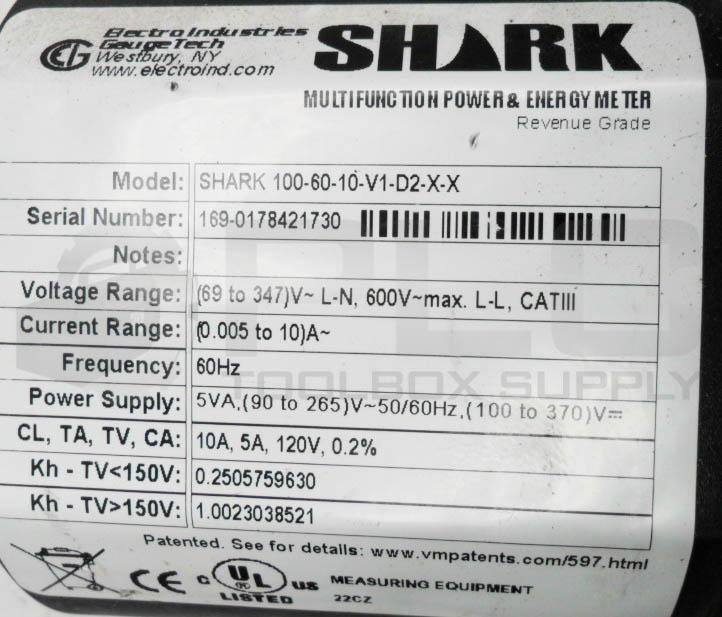 Electro Industries
GaugeTech
Westbury, NY
www.electroind.com
EIG
SHARK
MULTIFUNCTION POWER & ENERGY METER
Revenue Grade
Model: SHARK 100-60-10-V1-D2-X-X
Serial Number: 169-0178421730
Notes:
Voltage Range: (69 to 347)V~ L-N, 600V~max. L-L, CATIII
Current Range: (0.005 to 10)A~
Frequency: 60Hz
Power Supply: 5VA,(90 to 265)V~50/60Hz,(100 to 370)V⎓
CL, TA, TV, CA: 10A, 5A, 120V, 0.2%
Kh - TV<150V: 0.2505759630
Kh - TV>150V: 1.0023038521
Patented. See for details: www.vmpatents.com/597.html
CE C UL ® US LISTED
MEASURING EQUIPMENT
22CZ
PLC
TOOLBOX SUPPLY